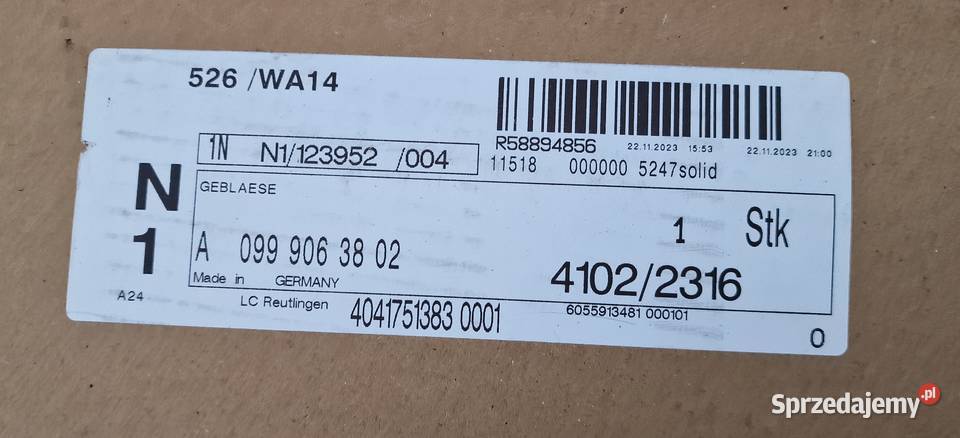 526 /WA14
R58894856
22.11.2023 15:53
22.11.2023 21:00
1N N1/123952 /004
11518 000000 5247solid
N
1
GEBLAESE
1 Stk
A 099 906 38 02
4102/2316
Made in GERMANY
A24
LC Reutlingen
4041751383 0001
6055913481 000101
0
Sprzedajemy.pl